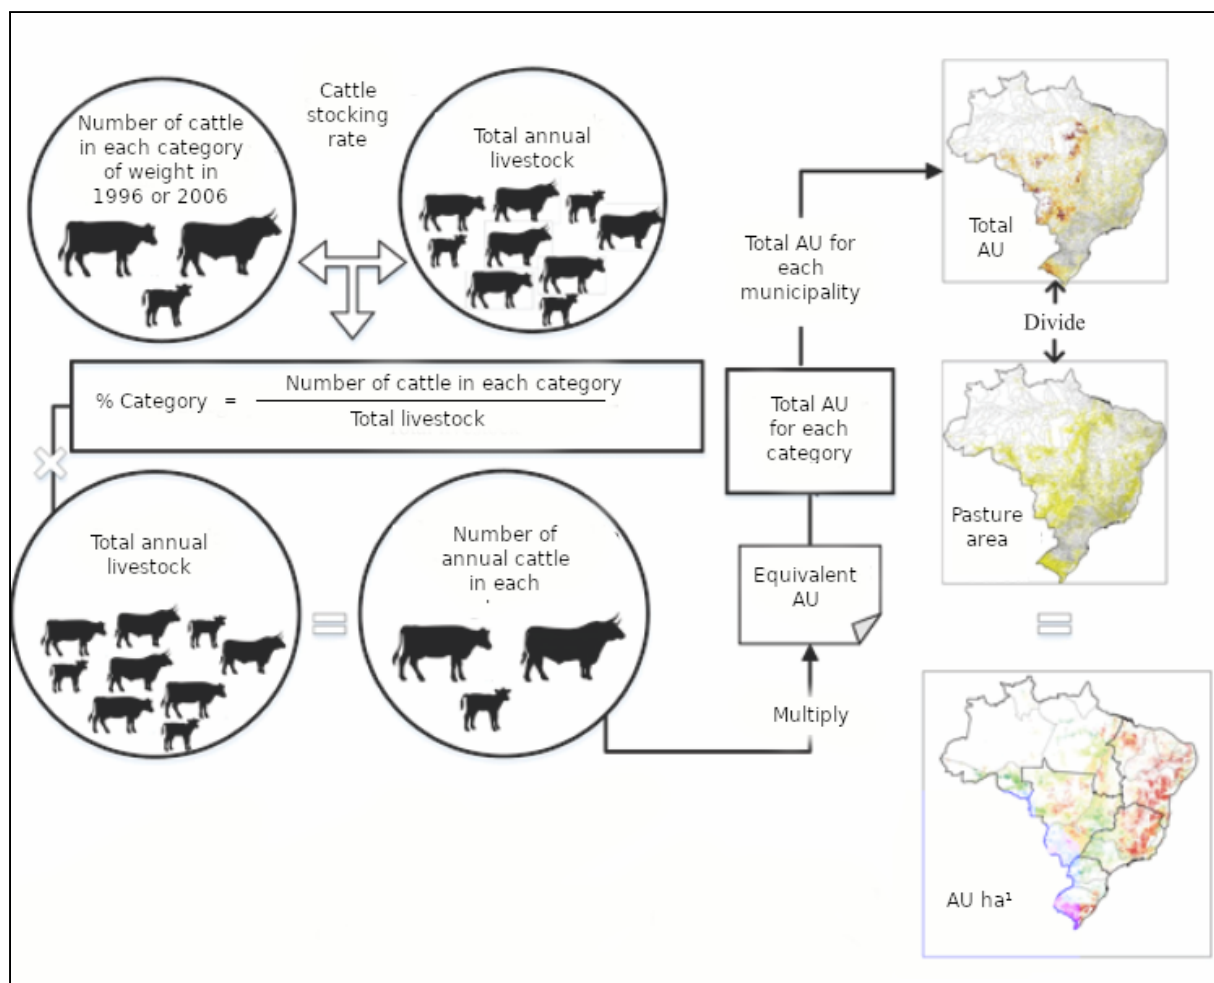 Number of cattle
in each category
of weight in
1996 or 2006
Cattle
stocking
rate
Total annual
livestock
% Category = Number of cattle in each category
Total livestock
Total annual
livestock
Number of
annual cattle
in each
Multiply
Equivalent
AU
Total AU
for each
category
Total AU for
each
municipality
Total
AU
Divide
Pasture
area
AU ha¹